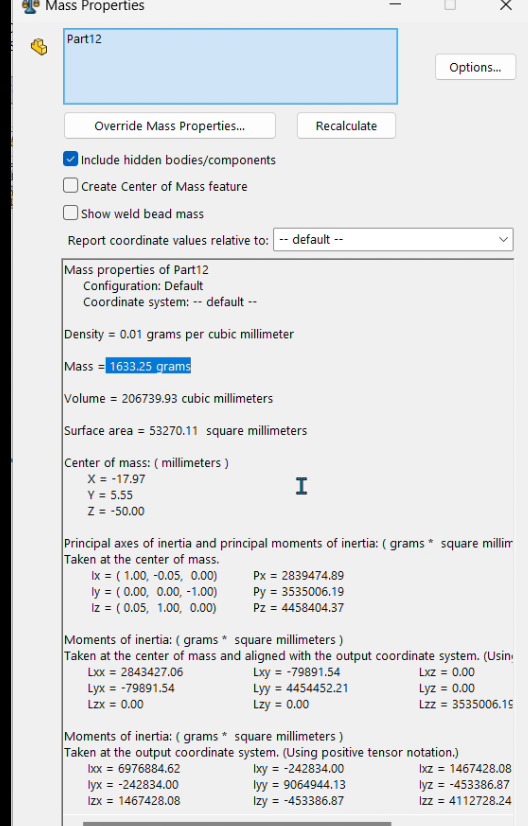 Mass Properties
Part12
Options...
Override Mass Properties...
Recalculate
Include hidden bodies/components
Create Center of Mass feature
Show weld bead mass
Report coordinate values relative to: -- default --
Mass properties of Part12
Configuration: Default
Coordinate system: -- default --
Density = 0.01 grams per cubic millimeter
Mass = 1633.25 grams
Volume = 206739.93 cubic millimeters
Surface area = 53270.11 square millimeters
Center of mass: ( millimeters )
X = -17.97
Y = 5.55
Z = -50.00
Principal axes of inertia and principal moments of inertia: ( grams * square millim
Taken at the center of mass.
Ix = ( 1.00, -0.05, 0.00) Px = 2839474.89
Iy = ( 0.00, 0.00, -1.00) Py = 3535006.19
Iz = ( 0.05, 1.00, 0.00) Pz = 4458404.37
Moments of inertia: ( grams * square millimeters )
Taken at the center of mass and aligned with the output coordinate system. (Using
Lxx = 2843427.06 Lxy = -79891.54 Lxz = 0.00
Lyx = -79891.54 Lyy = 4454452.21 Lyz = 0.00
Lzx = 0.00 Lzy = 0.00 Lzz = 3535006.19
Moments of inertia: ( grams * square millimeters )
Taken at the output coordinate system. (Using positive tensor notation.)
Ixx = 6976884.62 Ixy = -242834.00 Ixz = 1467428.08
Iyx = -242834.00 Iyy = 9064944.13 Iyz = -453386.87
Izx = 1467428.08 Izy = -453386.87 Izz = 4112728.24